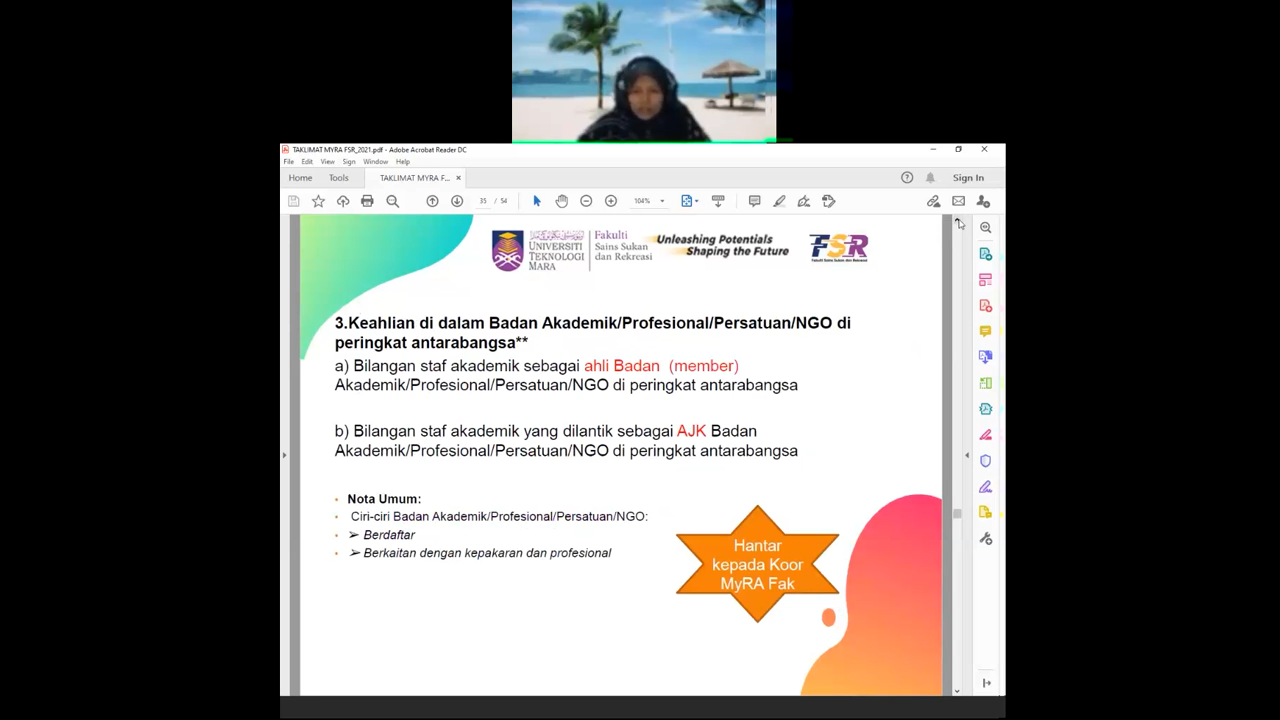 TAKLIMAT MYRA FSR_2021.pdf - Adobe Acrobat Reader DC
File Edit View Sign Window Help
Home Tools TAKLIMAT MYRA F... × Sign In
35 / 54 104%
UNIVERSITI
TEKNOLOGI
MARA
Fakulti
Sains Sukan
dan Rekreasi
Unleashing Potentials
Shaping the Future
FSR
Fakulti Sains Sukan dan Rekreasi
3.Keahlian di dalam Badan Akademik/Profesional/Persatuan/NGO di
peringkat antarabangsa**
a) Bilangan staf akademik sebagai ahli Badan (member)
Akademik/Profesional/Persatuan/NGO di peringkat antarabangsa
b) Bilangan staf akademik yang dilantik sebagai AJK Badan
Akademik/Profesional/Persatuan/NGO di peringkat antarabangsa
• Nota Umum:
• Ciri-ciri Badan Akademik/Profesional/Persatuan/NGO:
• ➢ Berdaftar
• ➢ Berkaitan dengan kepakaran dan profesional
Hantar
kepada Koor
MyRA Fak